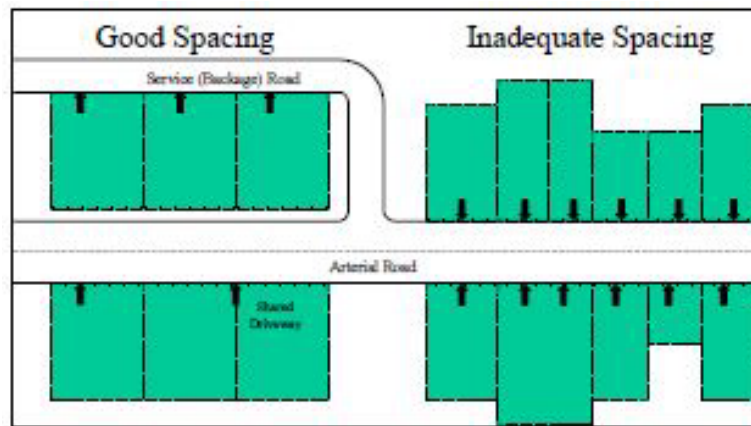 Good Spacing
Inadequate Spacing
Service (Backage) Road
Arterial Road
Shared
Driveway